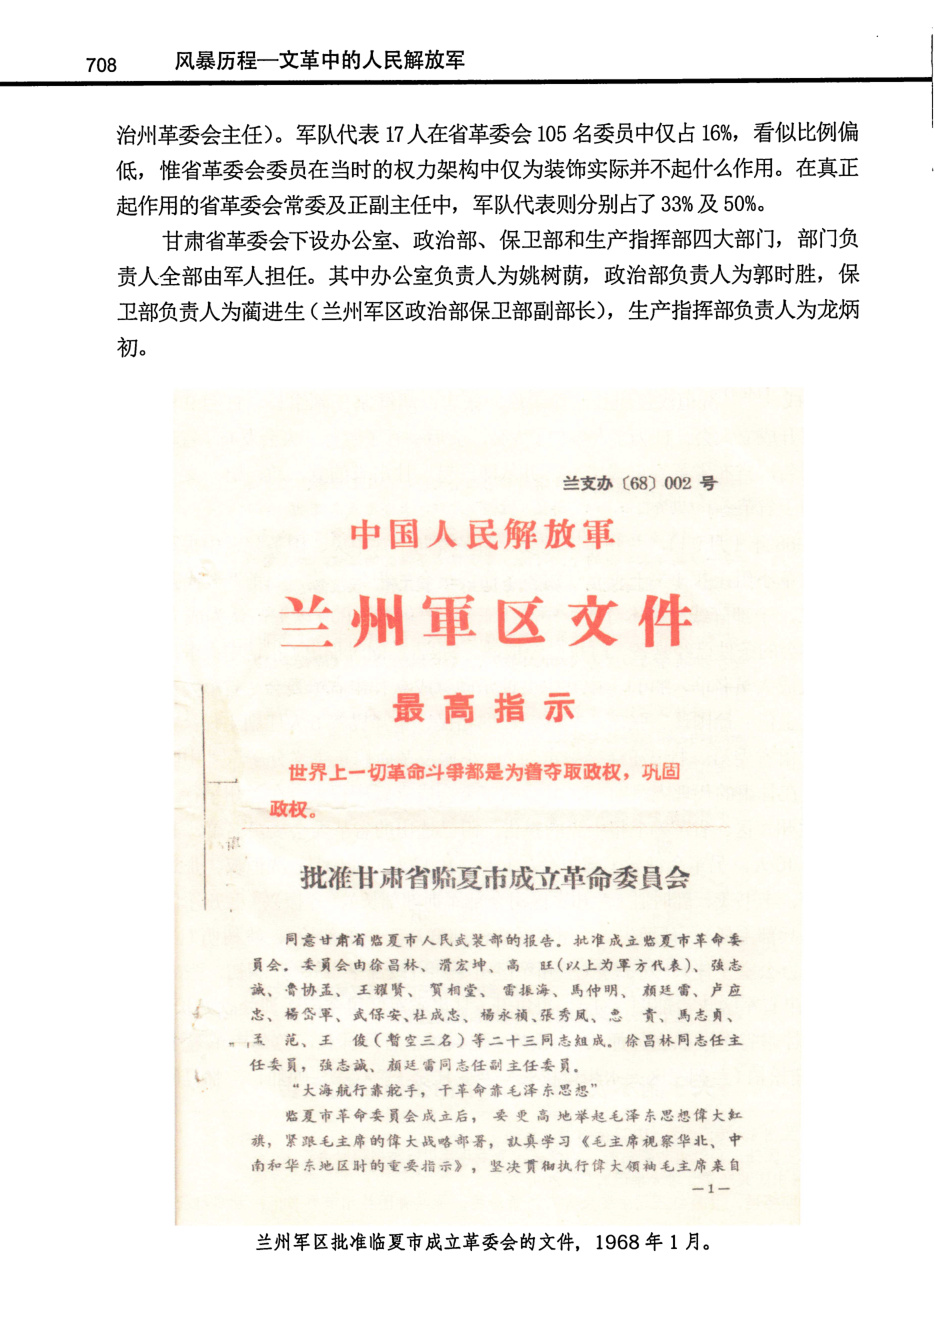 708 风暴历程—文革中的人民解放军
治州革委会主任）。军队代表 17 人在省革委会 105 名委员中仅占 16%，看似比例偏
低，惟省革委会委员在当时的权力架构中仅为装饰实际并不起什么作用。在真正
起作用的省革委会常委及正副主任中，军队代表则分别占了 33% 及 50%。
甘肃省革委会下设办公室、政治部、保卫部和生产指挥部四大部门，部门负
责人全部由军人担任。其中办公室负责人为姚树荫，政治部负责人为郭时胜，保
卫部负责人为蔺进生（兰州军区政治部保卫部副部长），生产指挥部负责人为龙炳
初。
兰支办〔68〕002 号
中国人民解放軍
兰州軍区文件
最高指示
世界上一切革命斗爭都是为着夺取政权，巩固
政权。
批准甘肃省临夏市成立革命委員会
同意甘肃省临夏市人民武装部的报告。批准成立临夏市革命委
員会。委員会由徐昌林、滑宏坤、高 旺(以上为軍方代表)、强志
誠、鲁协孟、王耀賢、賀相堂、雷振海、馬仲明、顏廷雷、卢应
忠、楊岱軍、武保安、杜成忠、楊永禎、張秀凤、 貴、馬志貞、
孟 范、王 俊（暫空三名）等二十三同志組成。徐昌林同志任主
任委員，强志誠、顏廷雷同志任副主任委員。
“大海航行靠舵手，干革命靠毛泽东思想”
临夏市革命委員会成立后，要更高地举起毛泽东思想偉大紅
旗，紧跟毛主席的偉大战略部署，認真学习《毛主席視察华北、中
南和华东地区时的重要指示》，坚决貫彻执行偉大領袖毛主席亲自
—1—
兰州军区批准临夏市成立革委会的文件，1968 年 1 月。